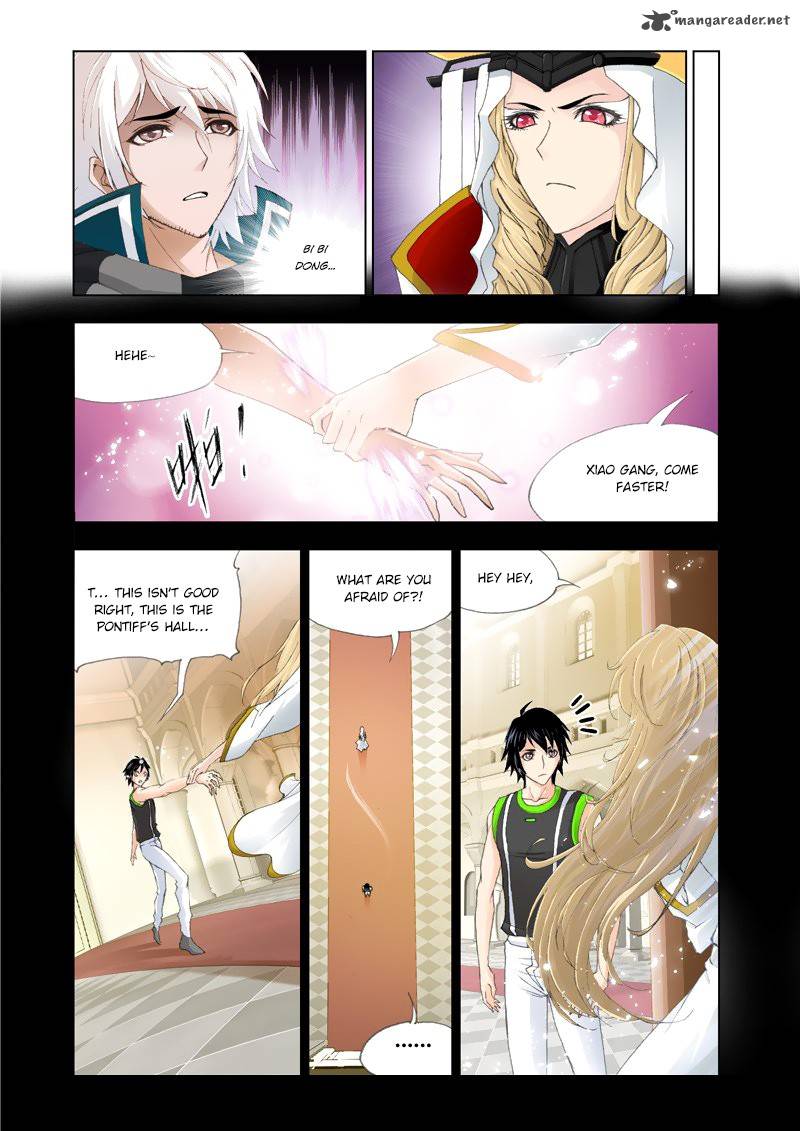 mangareader.net
BI BI
DONG...
HEHE~
啪!
XIAO GANG, COME
FASTER!
T... THIS ISN'T GOOD
RIGHT, THIS IS THE
PONTIFF'S HALL...
WHAT ARE YOU
AFRAID OF?!
......
HEY HEY,